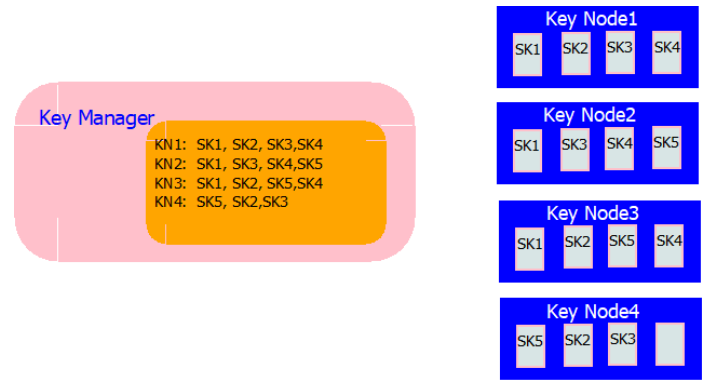 Key Manager
KN1: SK1, SK2, SK3,SK4
KN2: SK1, SK3, SK4,SK5
KN3: SK1, SK2, SK5,SK4
KN4: SK5, SK2,SK3
Key Node1
SK1 SK2 SK3 SK4
Key Node2
SK1 SK3 SK4 SK5
Key Node3
SK1 SK2 SK5 SK4
Key Node4
SK5 SK2 SK3